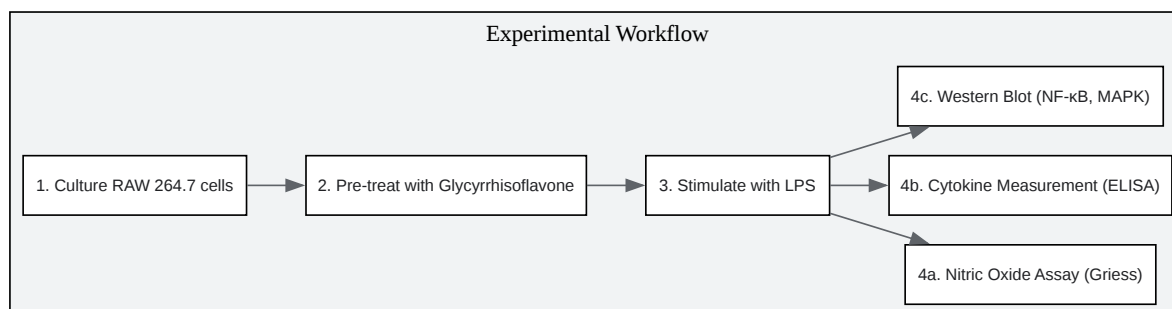 Experimental Workflow
1. Culture RAW 264.7 cells
2. Pre-treat with Glycyrrhisoflavone
3. Stimulate with LPS
4c. Western Blot (NF-κB, MAPK)
4b. Cytokine Measurement (ELISA)
4a. Nitric Oxide Assay (Griess)